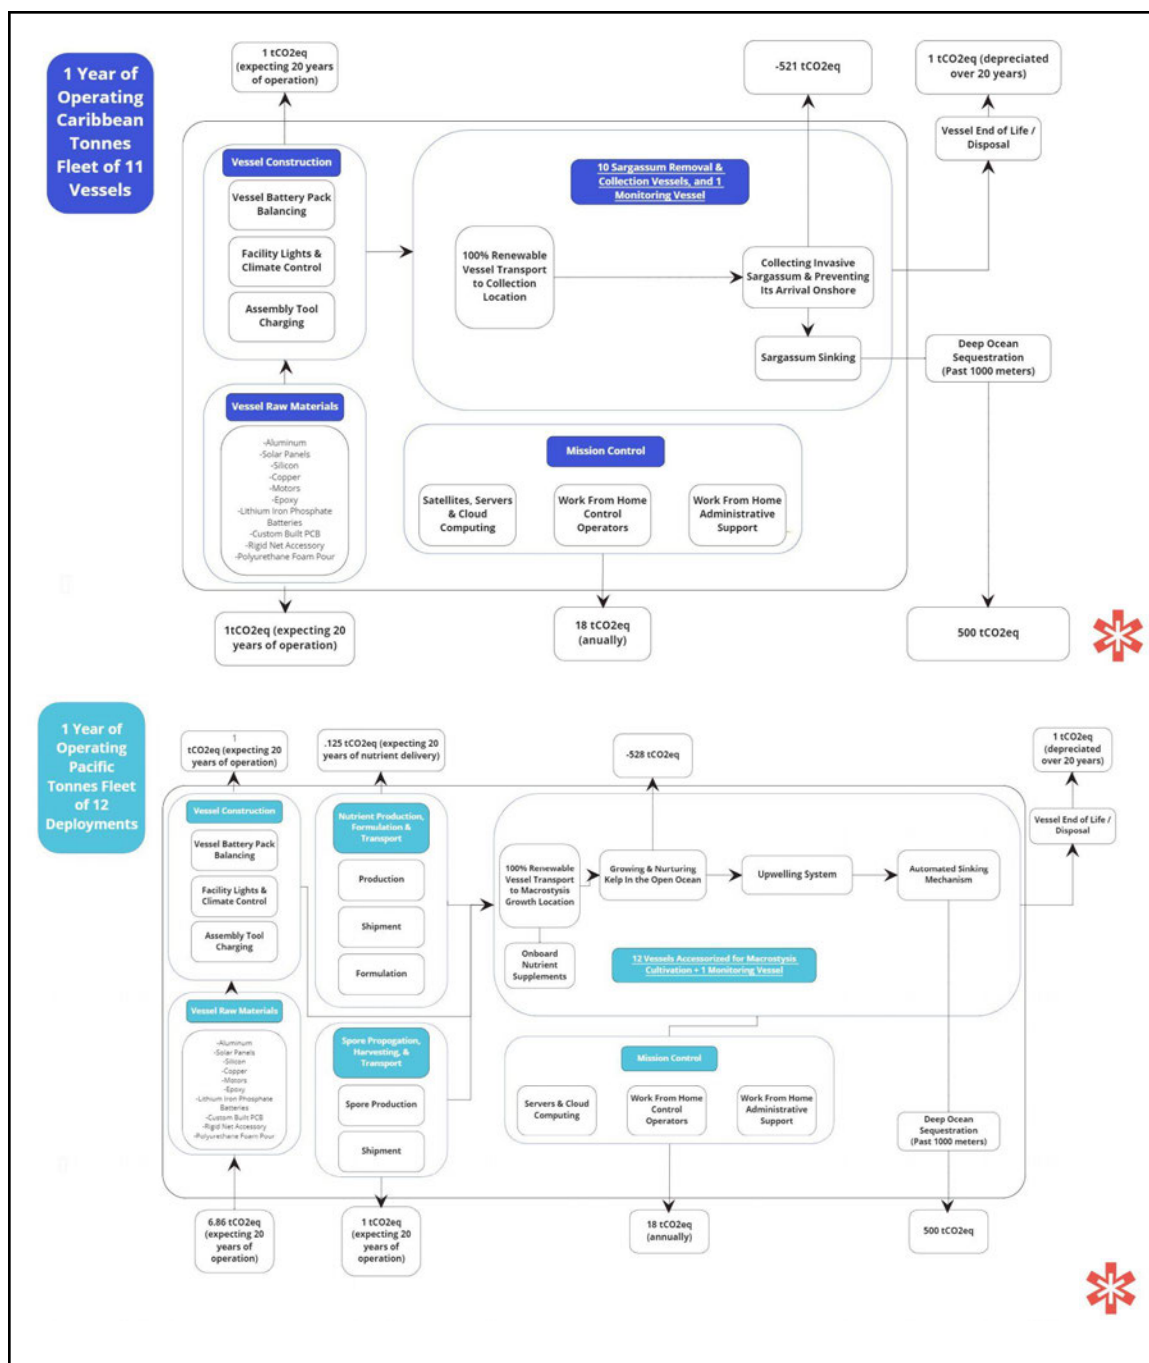 1 Year of
Operating
Caribbean
Tonnes
Fleet of 11
Vessels
1 tCO2eq
(expecting 20 years
of operation)
-521 tCO2eq
1 tCO2eq (depreciated
over 20 years)
Vessel End of Life /
Disposal
Vessel Construction
Vessel Battery Pack
Balancing
Facility Lights &
Climate Control
Assembly Tool
Charging
10 Sargassum Removal &
Collection Vessels, and 1
Monitoring Vessel
100% Renewable
Vessel Transport
to Collection
Location
Collecting Invasive
Sargassum & Preventing
Its Arrival Onshore
Sargassum Sinking
Deep Ocean
Sequestration
(Past 1000 meters)
Vessel Raw Materials
-Aluminum
-Solar Panels
-Silicon
-Copper
-Motors
-Epoxy
-Lithium Iron Phosphate
Batteries
-Custom Built PCB
-Rigid Net Accessory
-Polyurethane Foam Pour
Mission Control
Satellites, Servers
& Cloud
Computing
Work From Home
Control
Operators
Work From Home
Administrative
Support
1tCO2eq (expecting 20
years of operation)
18 tCO2eq
(anually)
500 tCO2eq
1 Year of
Operating
Pacific
Tonnes Fleet
of 12
Deployments
1
tCO2eq (expecting 20
years of operation)
.125 tCO2eq (expecting 20
years of nutrient delivery)
-528 tCO2eq
1 tCO2eq
(depreciated
over 20 years)
Vessel End of Life /
Disposal
Vessel Construction
Vessel Battery Pack
Balancing
Facility Lights &
Climate Control
Assembly Tool
Charging
Nutrient Production,
Formulation &
Transport
Production
Shipment
Formulation
100% Renewable
Vessel Transport
to Macrostysis
Growth Location
Growing & Nurturing
Kelp In the Open Ocean
Upwelling System
Automated Sinking
Mechanism
Onboard
Nutrient
Supplements
12 Vessels Accessorized for Macrostysis
Cultivation + 1 Monitoring Vessel
Vessel Raw Materials
-Aluminum
-Solar Panels
-Silicon
-Copper
-Motors
-Epoxy
-Lithium Iron Phosphate
Batteries
-Custom Built PCB
-Rigid Net Accessory
-Polyurethane Foam Pour
Spore Propogation,
Harvesting, &
Transport
Spore Production
Shipment
Mission Control
Servers & Cloud
Computing
Work From Home
Control
Operators
Work From Home
Administrative
Support
Deep Ocean
Sequestration
(Past 1000 meters)
6.86 tCO2eq
(expecting 20
years of
operation)
1 tCO2eq
(expecting 20
years of
operation)
18 tCO2eq
(annually)
500 tCO2eq